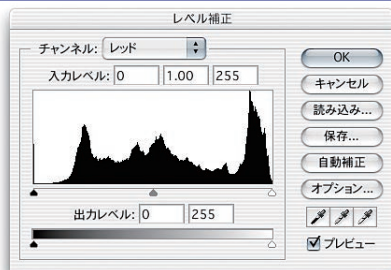 レベル補正
チャンネル: レッド
入力レベル: 0 1.00 255
出力レベル: 0 255
OK
キャンセル
読み込み...
保存...
自動補正
オプション...
プレビュー